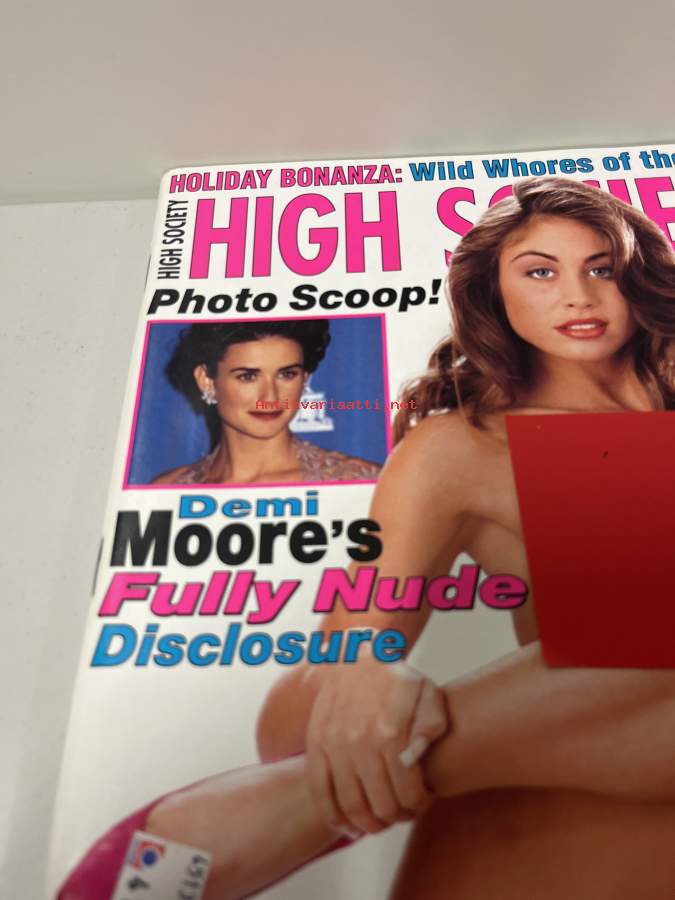 HOLIDAY BONANZA: Wild Whores of the
HIGH SOCIETY
HIGH
Photo Scoop!
Antikvariaatti.net
Demi
Moore's
Fully Nude
Disclosure